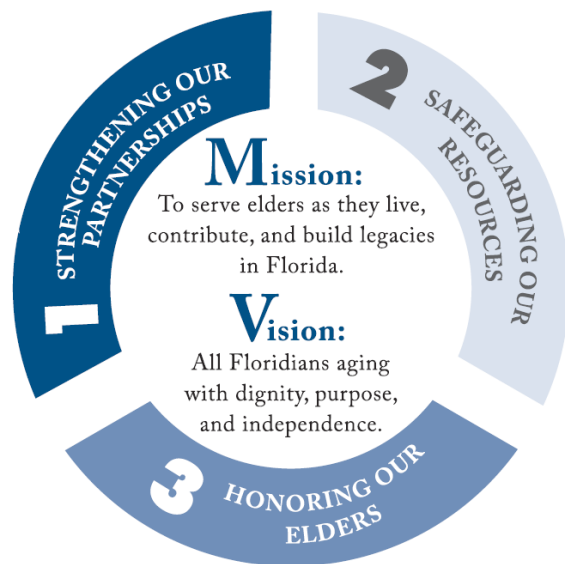 1 STRENGTHENING OUR
PARTNERSHIPS
2 SAFEGUARDING OUR
RESOURCES
Mission:
To serve elders as they live,
contribute, and build legacies
in Florida.
Vision:
All Floridians aging
with dignity, purpose,
and independence.
3 HONORING OUR
ELDERS